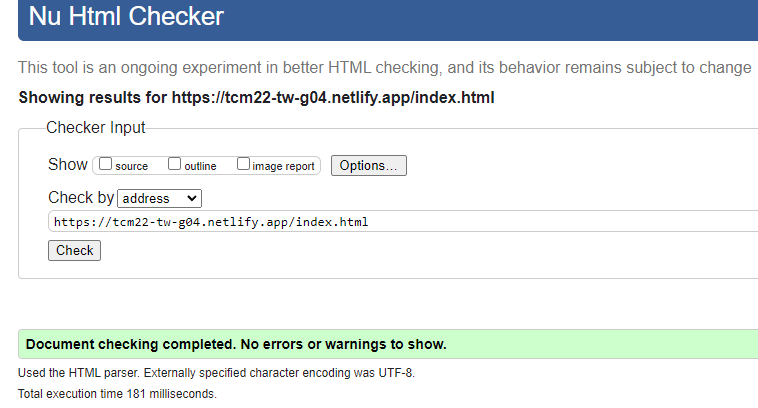 Nu Html Checker
This tool is an ongoing experiment in better HTML checking, and its behavior remains subject to change
Showing results for https://tcm22-tw-g04.netlify.app/index.html
Checker Input
Show source outline image report Options...
Check by address
https://tcm22-tw-g04.netlify.app/index.html
Check
Document checking completed. No errors or warnings to show.
Used the HTML parser. Externally specified character encoding was UTF-8.
Total execution time 181 milliseconds.